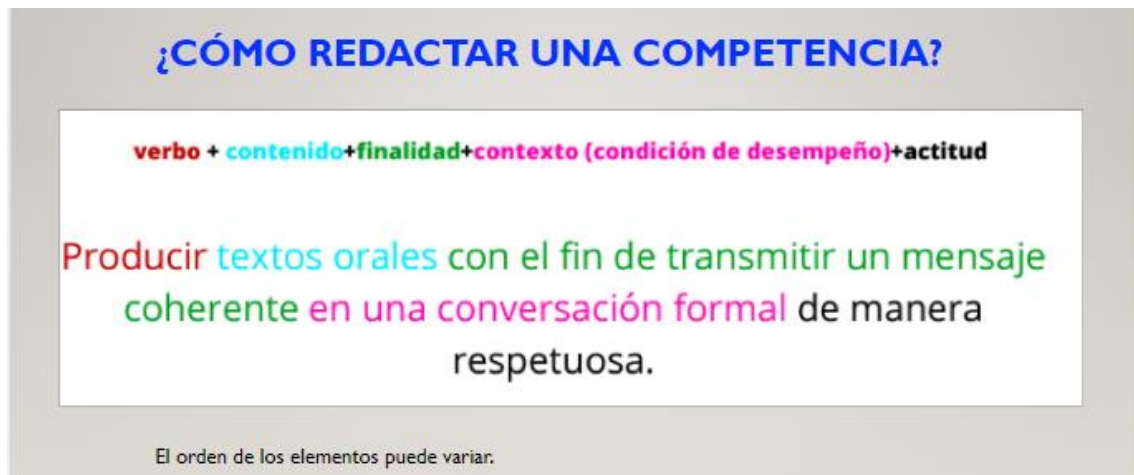 ¿CÓMO REDACTAR UNA COMPETENCIA?
verbo + contenido+finalidad+contexto (condición de desempeño)+actitud
Producir textos orales con el fin de transmitir un mensaje
coherente en una conversación formal de manera
respetuosa.
El orden de los elementos puede variar.